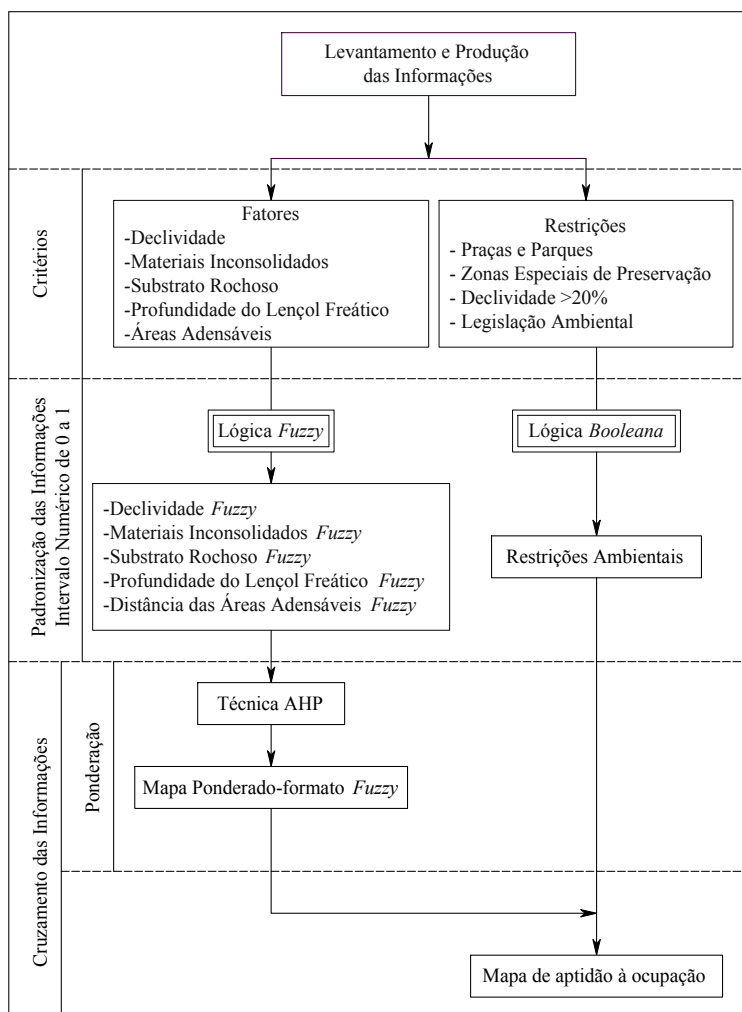 Levantamento e Produção
das Informações
Critérios
Fatores
-Declividade
-Materiais Inconsolidados
-Substrato Rochoso
-Profundidade do Lençol Freático
-Áreas Adensáveis
Restrições
- Praças e Parques
- Zonas Especiais de Preservação
- Declividade >20%
- Legislação Ambiental
Padronização das Informações
Intervalo Numérico de 0 a 1
Lógica Fuzzy
Lógica Booleana
-Declividade Fuzzy
-Materiais Inconsolidados Fuzzy
-Substrato Rochoso Fuzzy
-Profundidade do Lençol Freático Fuzzy
-Distância das Áreas Adensáveis Fuzzy
Restrições Ambientais
Cruzamento das Informações
Ponderação
Técnica AHP
Mapa Ponderado-formato Fuzzy
Mapa de aptidão à ocupação